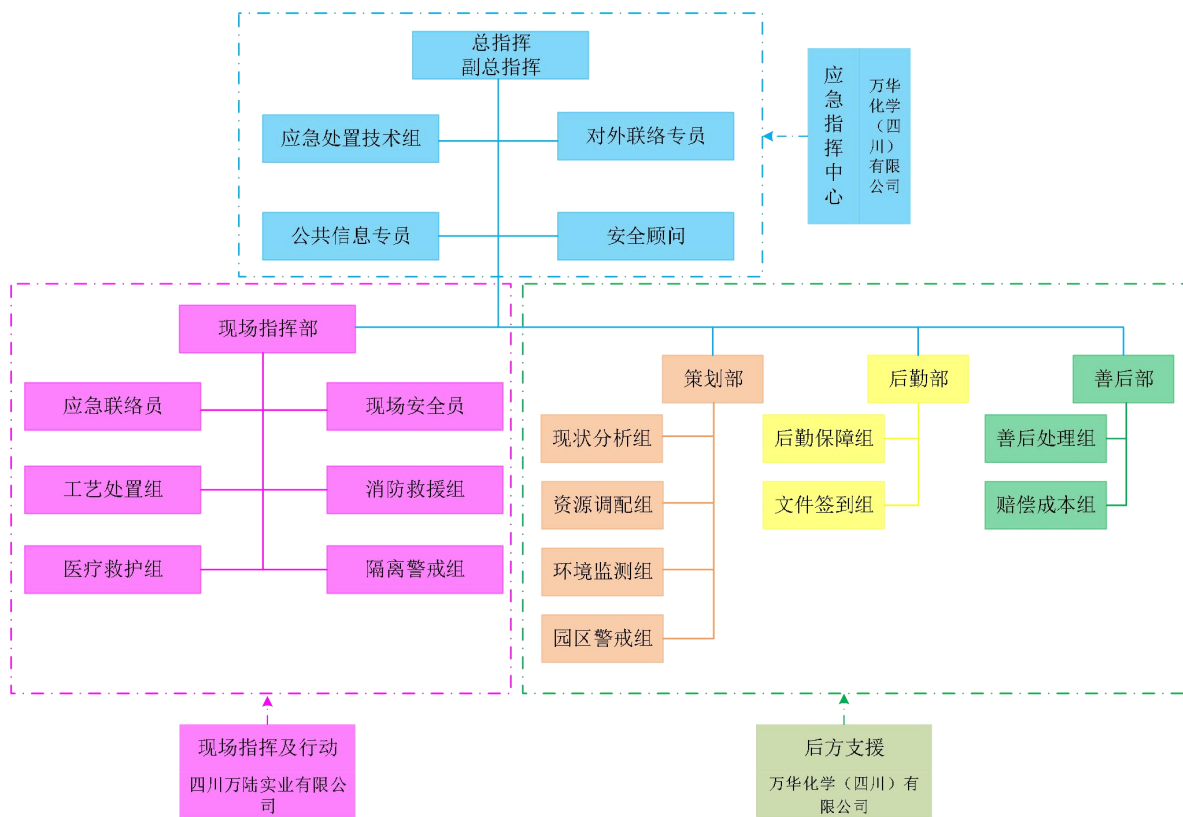 总指挥
副总指挥
应急处置技术组
对外联络专员
公共信息专员
安全顾问
应急指挥中心
万华
化学
（四
川）
有限
公司
现场指挥部
应急联络员
现场安全员
工艺处置组
消防救援组
医疗救护组
隔离警戒组
策划部
后勤部
善后部
现状分析组
后勤保障组
善后处理组
资源调配组
文件签到组
赔偿成本组
环境监测组
园区警戒组
现场指挥及行动
四川万陆实业有限公
司
后方支援
万华化学（四川）有
限公司